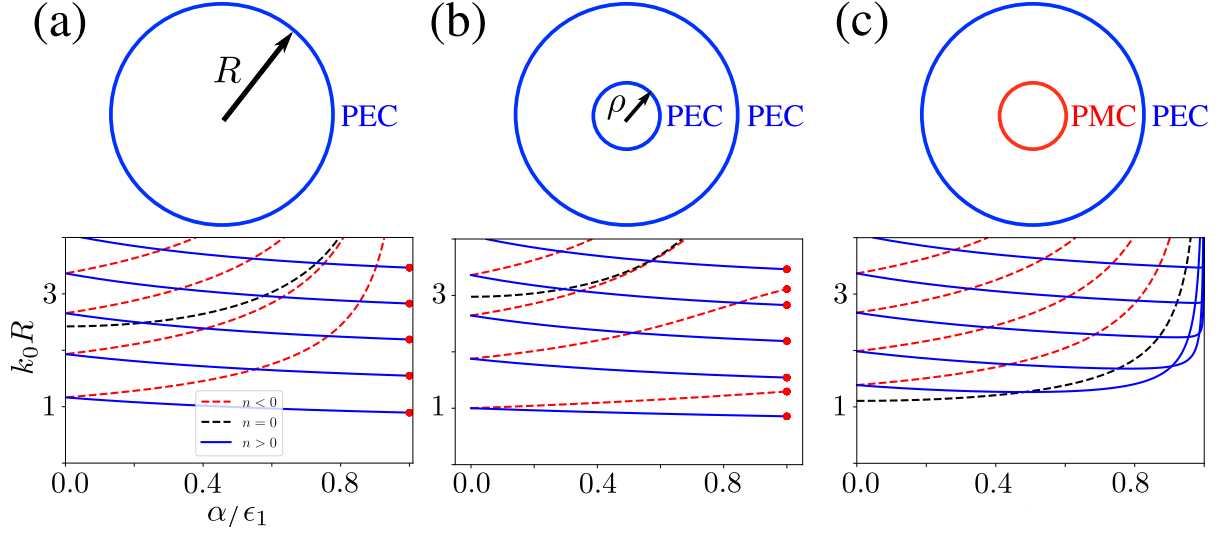 (a) (b) (c)
R PEC
ρ PEC PEC
PMC PEC
k₀R
3
1
n < 0
n = 0
n > 0
0.0 0.4 0.8
α/ϵ₁
3
1
0.0 0.4 0.8
3
1
0.0 0.4 0.8